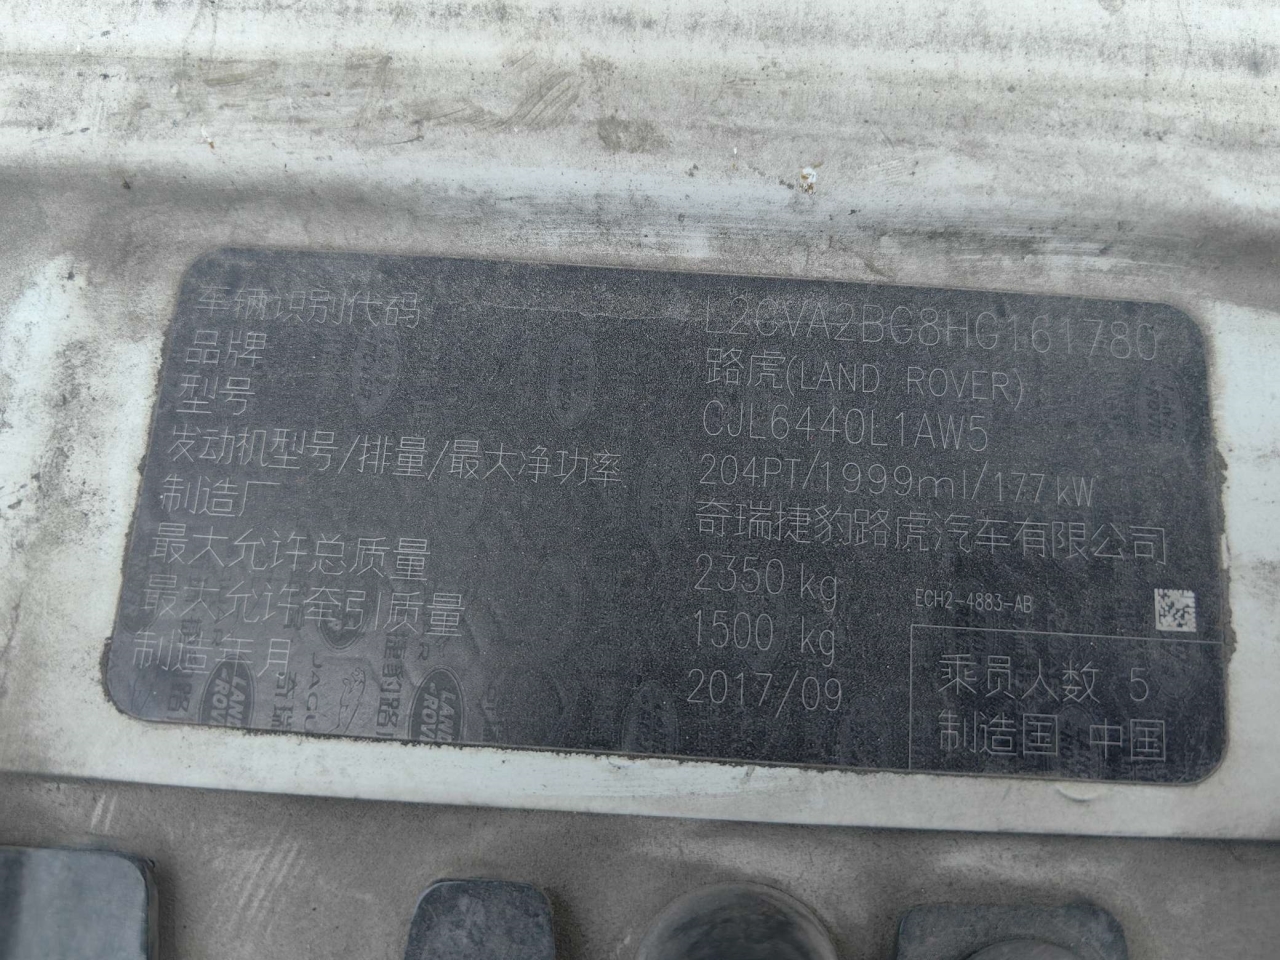 车辆识别代码 L2CVA2BG8HG161780
品牌 路虎(LAND ROVER)
型号 CJL6440L1AW5
发动机型号/排量/最大净功率 204PT/1999ml/177kW
制造厂 奇瑞捷豹路虎汽车有限公司
最大允许总质量 2350 kg
最大允许牵引质量 1500 kg
制造年月 2017/09
ECH2-4883-AB
乘员人数 5
制造国 中国